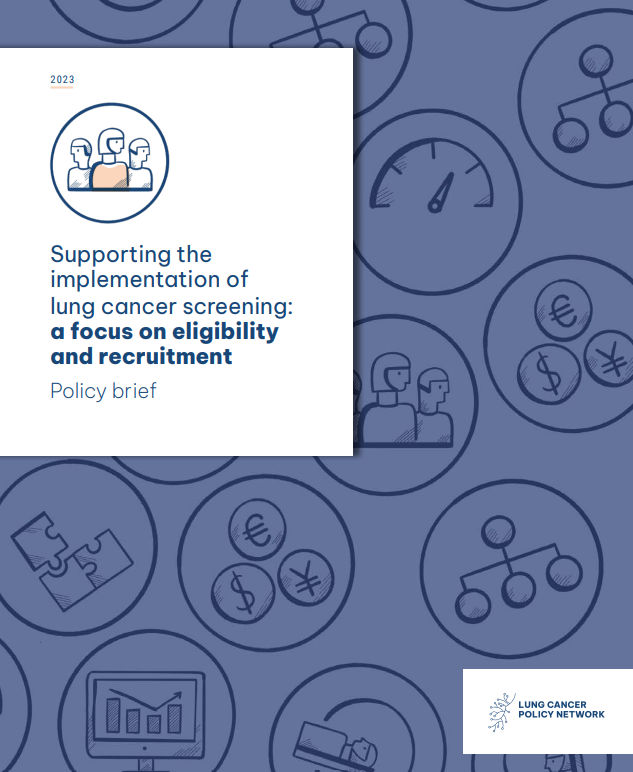 2023
Supporting the
implementation of
lung cancer screening:
a focus on eligibility
and recruitment
Policy brief
€
$
¥
€
$
¥
LUNG CANCER
POLICY NETWORK